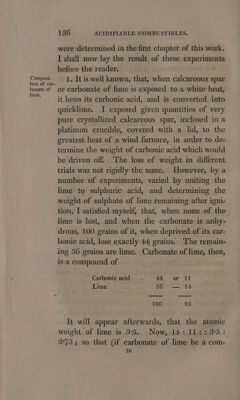 136 ACIDIFIABLE COMBUSTIBLES.
were determined in the first chapter of this work.
I shall now lay the result of these experiments
before the reader.
Composi-
tion of car-
bonate of
lime.
1. It is well known, that, when calcareous spar
or carbonate of lime is exposed to a white heat,
it loses its carbonic acid, and is converted into
quicklime. I exposed given quantities of very
pure crystallized calcareous spar, inclosed in a
platinum crucible, covered with a lid, to the
greatest heat of a wind furnace, in order to de-
termine the weight of carbonic acid which would
be driven off. The loss of weight in different
trials was not rigidly the same. However, by a
number of experiments, varied by uniting the
lime to sulphuric acid, and determining the
weight of sulphate of lime remaining after igni-
tion, I satisfied myself, that, when none of the
lime is lost, and when the carbonate is anhy-
drous, 100 grains of it, when deprived of its car-
bonic acid, lose exactly 44 grains. The remain-
ing 56 grains are lime. Carbonate of lime, then,
is a compound of
Carbonic acid . 44 or 11
Lime . 56 — 14
100 25
It will appear afterwards, that the atomic
weight of lime is 3·5. Now, 14 : 11 : : 3·5 :
2·75; so that (if carbonate of lime be a com-
16